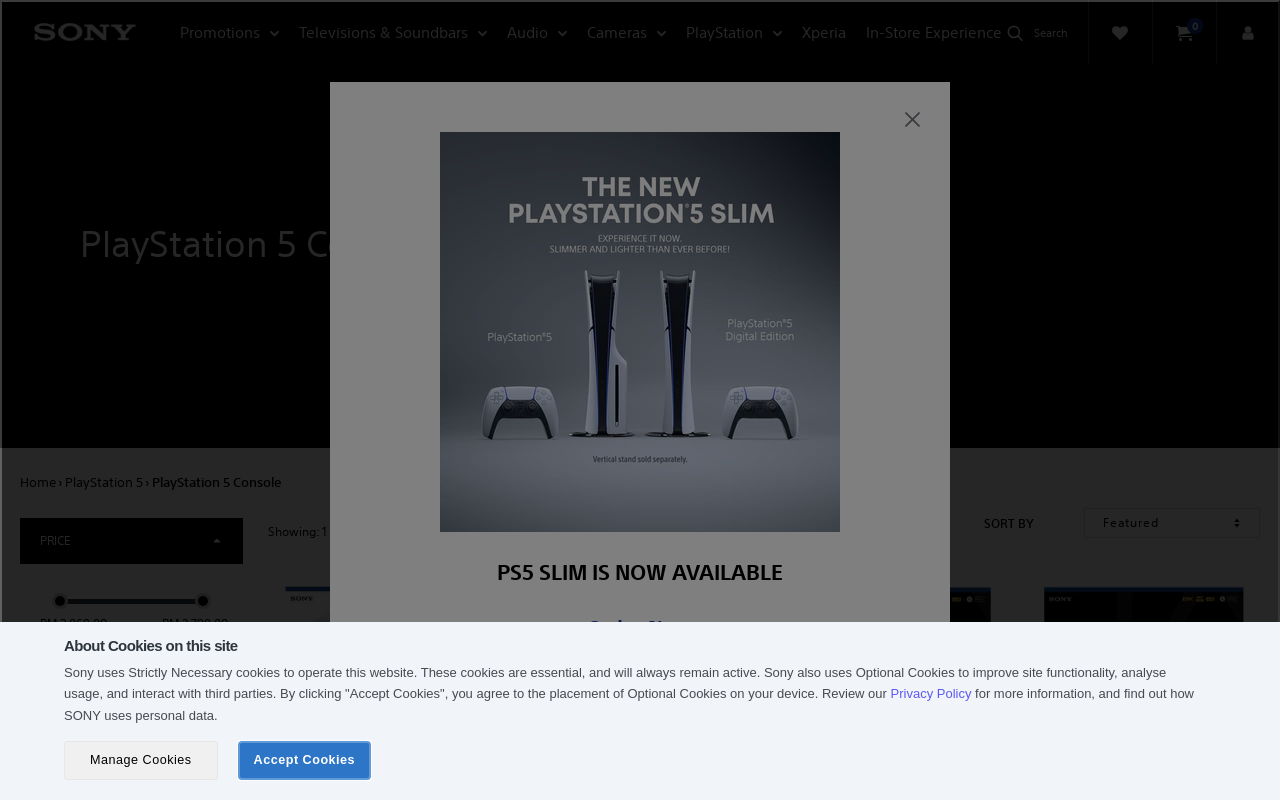 SONY
Promotions
Televisions & Soundbars
Audio
Cameras
PlayStation
Xperia
In-Store Experience
Search
0
PlayStation 5 Co
THE NEW
PLAYSTATION®5 SLIM
EXPERIENCE IT NOW.
SLIMMER AND LIGHTER THAN EVER BEFORE!
PlayStation®5
PlayStation®5
Digital Edition
Vertical stand sold separately.
PS5 SLIM IS NOW AVAILABLE
Home › PlayStation 5 › PlayStation 5 Console
PRICE
Showing: 1
SORT BY
Featured
SONY
SONY
About Cookies on this site
Sony uses Strictly Necessary cookies to operate this website. These cookies are essential, and will always remain active. Sony also uses Optional Cookies to improve site functionality, analyse
usage, and interact with third parties. By clicking "Accept Cookies", you agree to the placement of Optional Cookies on your device. Review our Privacy Policy for more information, and find out how
SONY uses personal data.
Manage Cookies
Accept Cookies